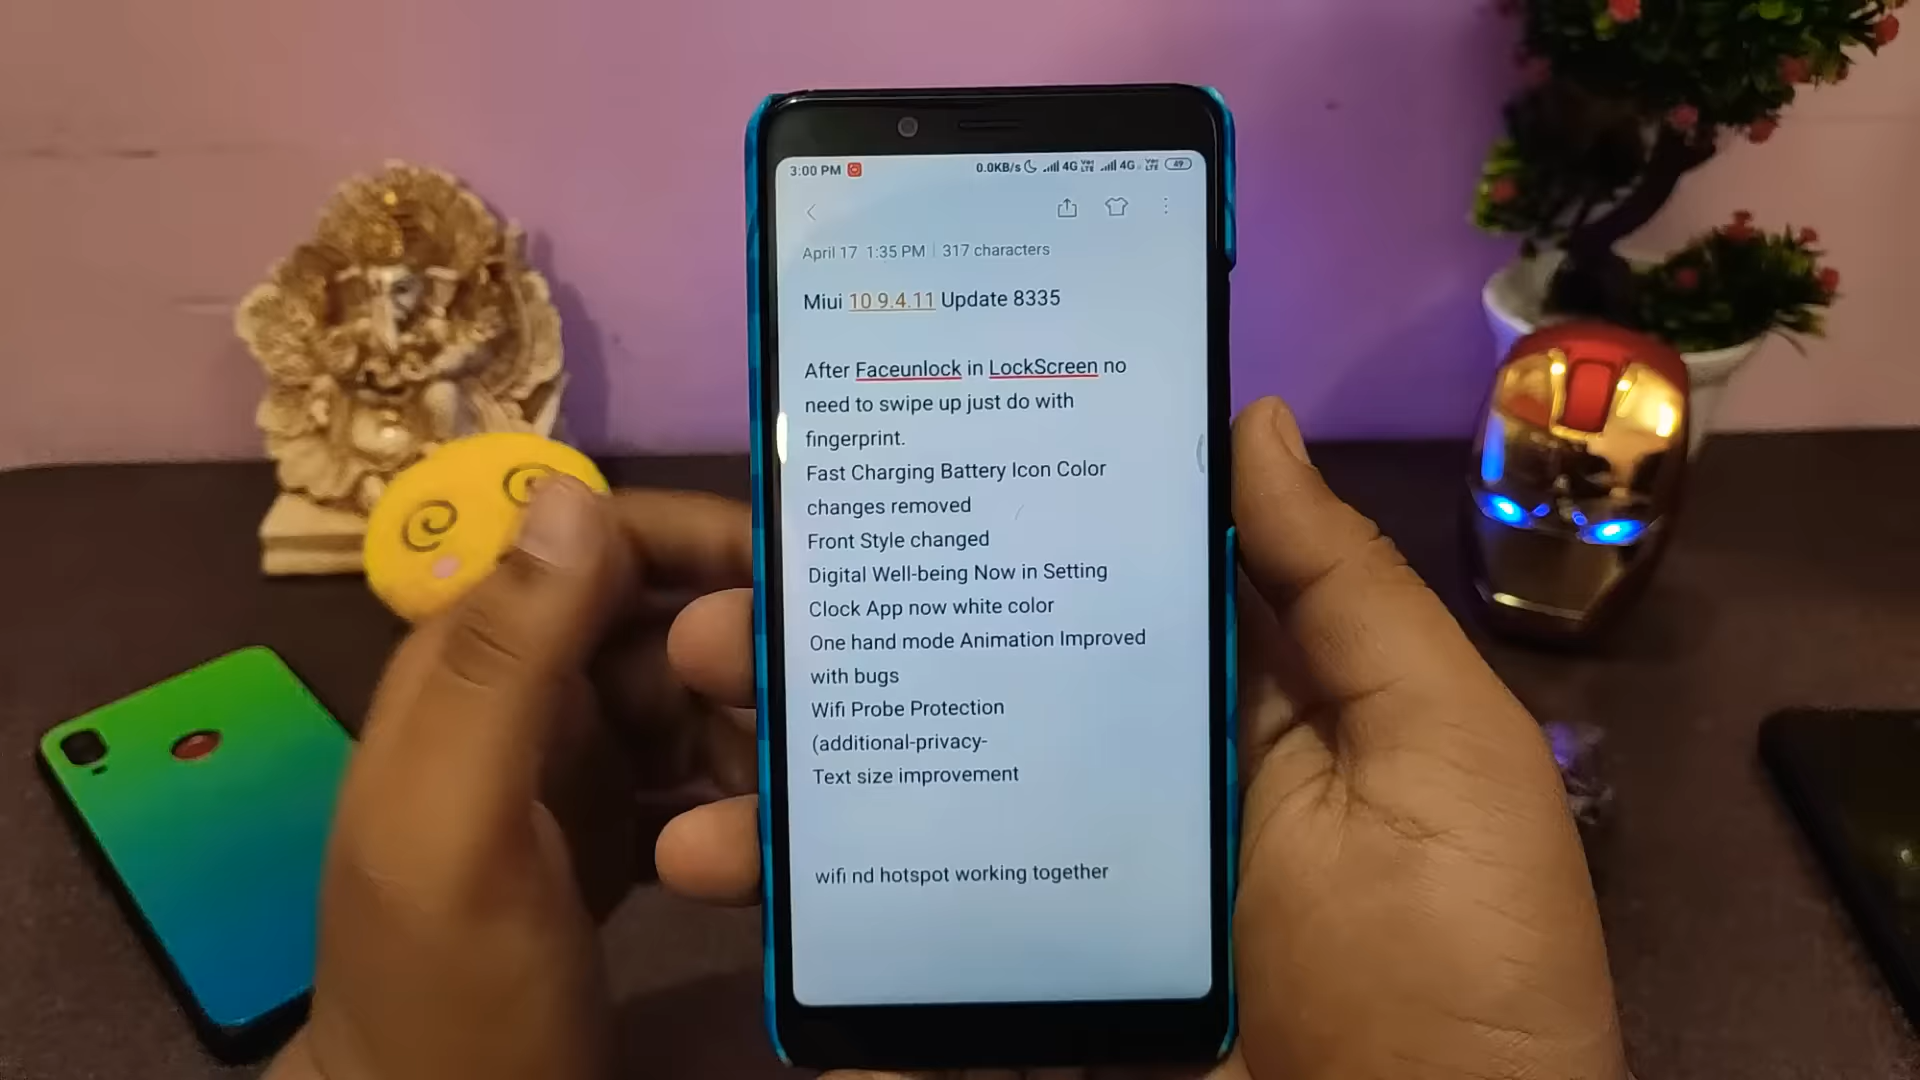 3:00 PM 0.0KB/s 4G VoLTE 4G VoLTE 49
April 17 1:35 PM | 317 characters
Miui 10 9.4.11 Update 8335
After Faceunlock in LockScreen no
need to swipe up just do with
fingerprint.
Fast Charging Battery Icon Color
changes removed
Front Style changed
Digital Well-being Now in Setting
Clock App now white color
One hand mode Animation Improved
with bugs
Wifi Probe Protection
(additional-privacy-
Text size improvement
wifi nd hotspot working together